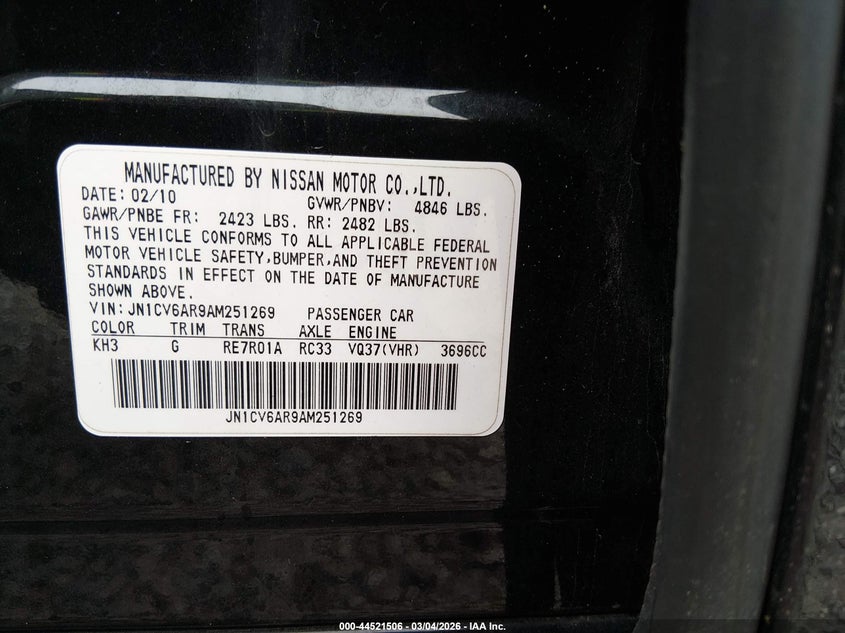 MANUFACTURED BY NISSAN MOTOR CO.,LTD.
DATE: 02/10 GVWR/PNBV: 4846 LBS.
GAWR/PNBE FR: 2423 LBS. RR: 2482 LBS.
THIS VEHICLE CONFORMS TO ALL APPLICABLE FEDERAL
MOTOR VEHICLE SAFETY,BUMPER,AND THEFT PREVENTION
STANDARDS IN EFFECT ON THE DATE OF MANUFACTURE
SHOWN ABOVE.
VIN: JN1CV6AR9AM251269 PASSENGER CAR
COLOR TRIM TRANS AXLE ENGINE
KH3 G RE7R01A RC33 VQ37(VHR) 3696CC
JN1CV6AR9AM251269
000-44521506 - 03/04/2026 - IAA Inc.